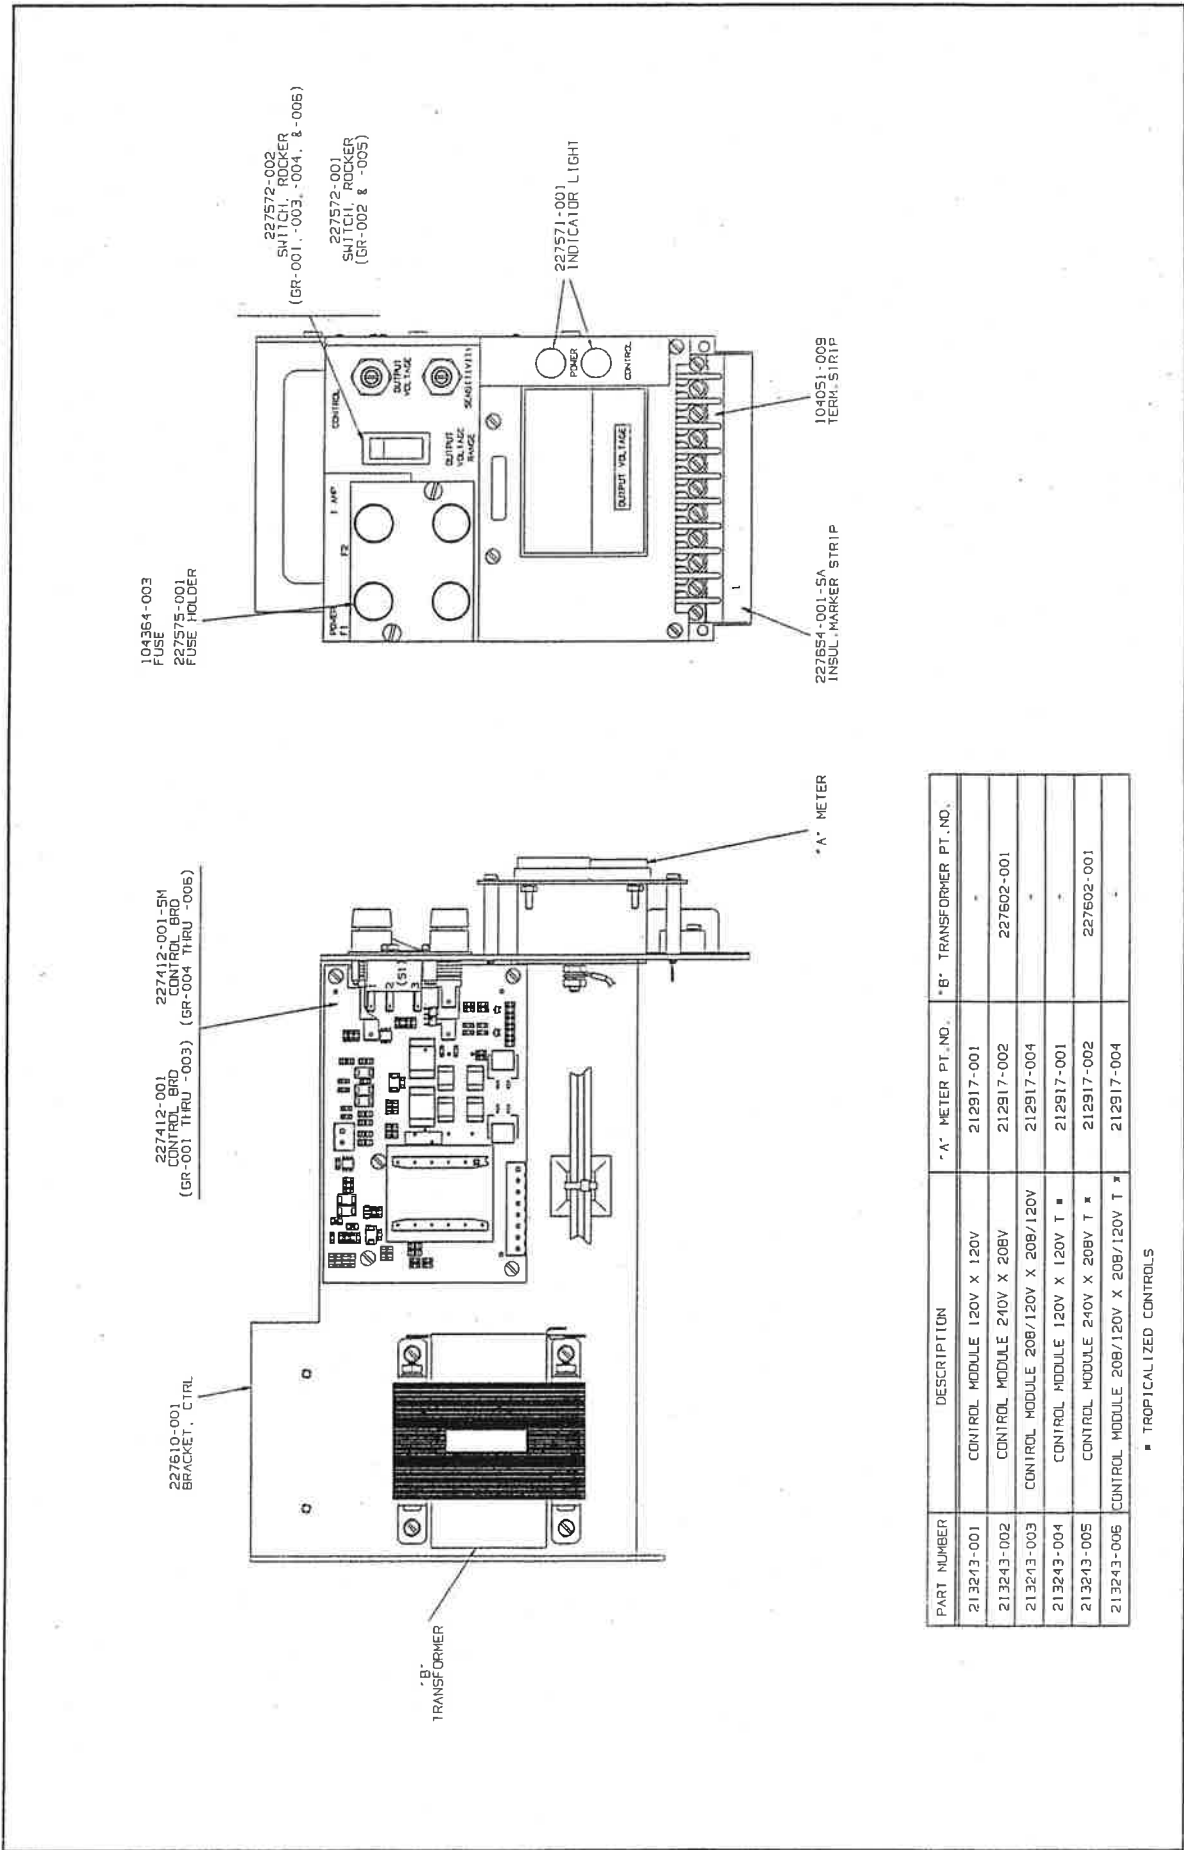 227610-001
BRACKET, CTRL
227412-001
CONTROL BRD
(GR-001 THRU -003)
227412-001-SM
CONTROL BRD
(GR-004 THRU -006)
1
2
3
(S1)
"B"
TRANSFORMER
"A" METER
104364-003
FUSE
227575-001
FUSE HOLDER
227572-002
SWITCH, ROCKER
(GR-001, -003, -004, & -006)
227572-001
SWITCH, ROCKER
(GR-002 & -005)
POWER
F1
F2
1 AMP
CONTROL
OUTPUT
VOLTAGE
RANGE
OUTPUT
VOLTAGE
SENSITIVITY
227571-001
INDICATOR LIGHT
POWER
CONTROL
OUTPUT VOLTAGE
1
227654-001-SA
INSUL.MARKER STRIP
104051-009
TERM.STRIP
PART NUMBER DESCRIPTION "A" METER PT.NO. "B" TRANSFORMER PT.NO.
213243-001 CONTROL MODULE 120V X 120V 212917-001 -
213243-002 CONTROL MODULE 240V X 208V 212917-002 227602-001
213243-003 CONTROL MODULE 208/120V X 208/120V 212917-004 -
213243-004 CONTROL MODULE 120V X 120V T * 212917-001 -
213243-005 CONTROL MODULE 240V X 208V T * 212917-002 227602-001
213243-006 CONTROL MODULE 208/120V X 208/120V T * 212917-004 -
* TROPICALIZED CONTROLS